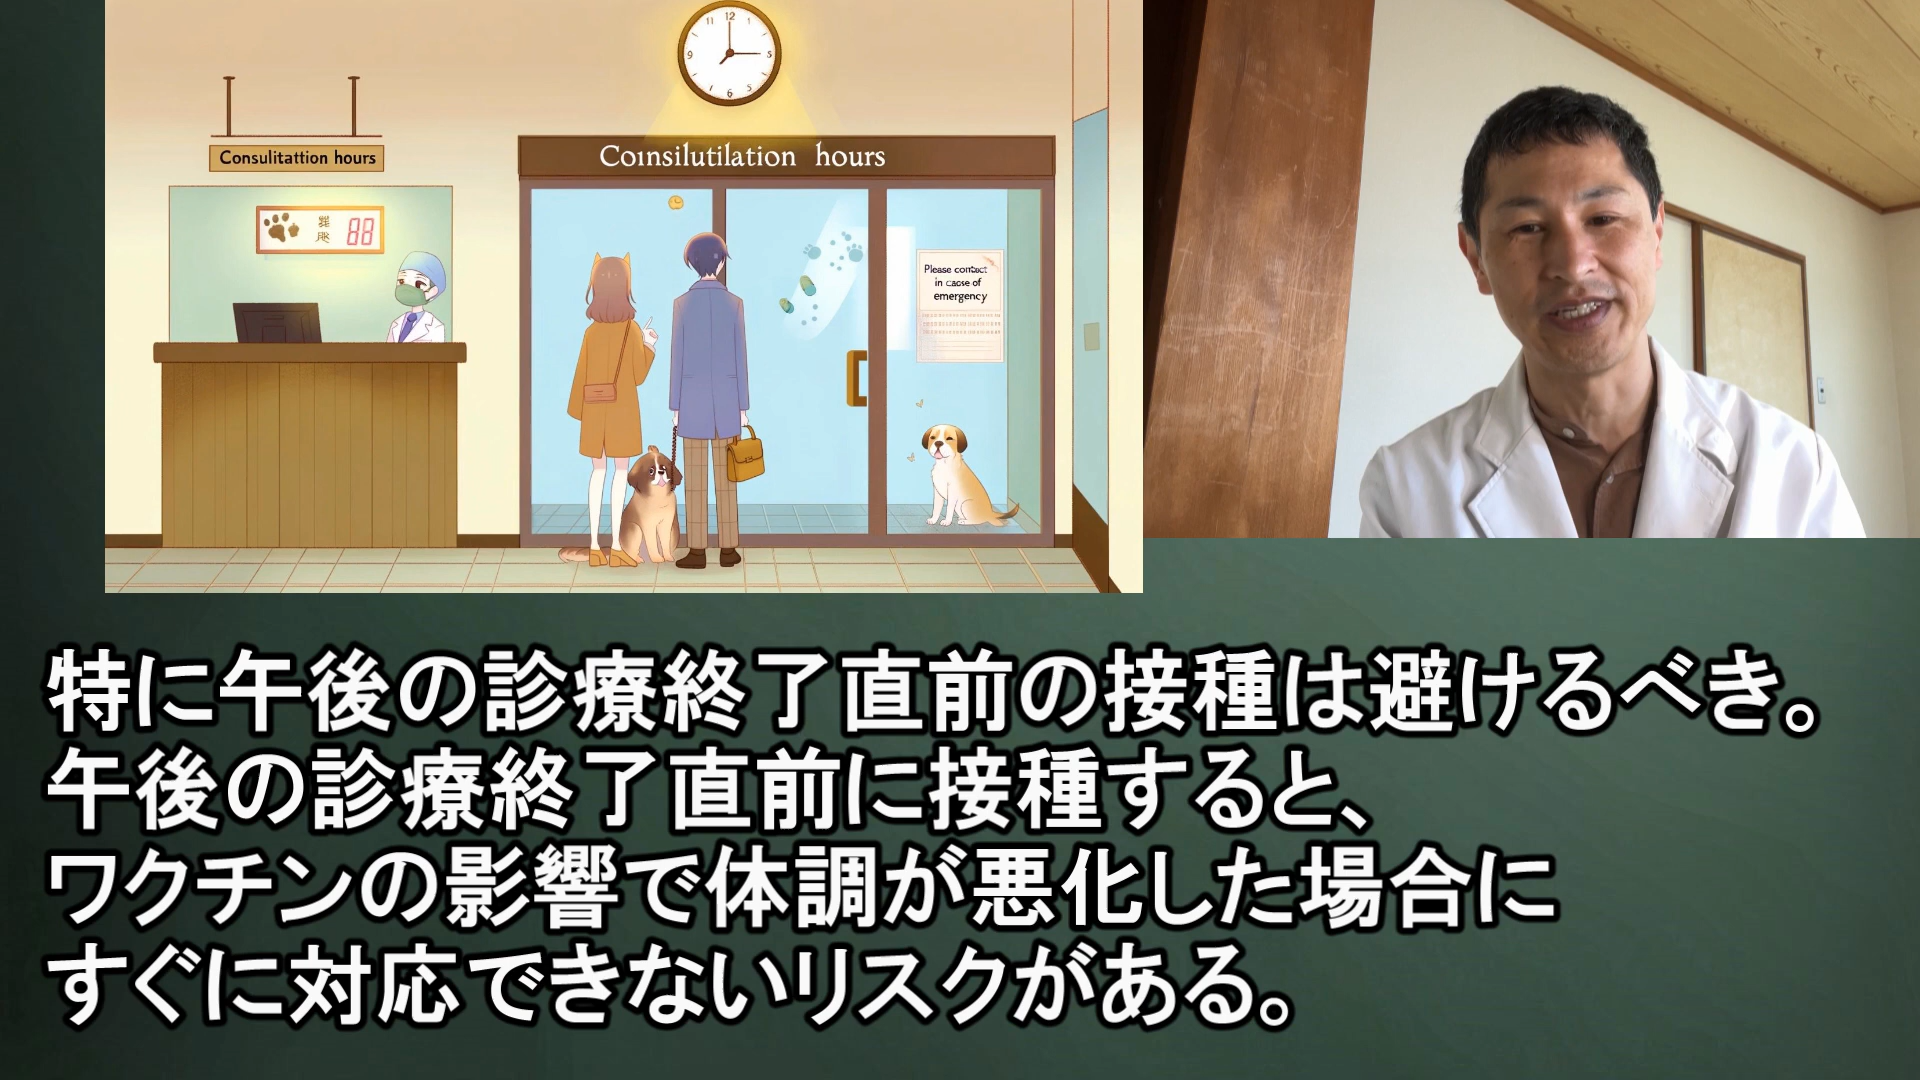 Consulitattion hours
88
12
Coinsilutilation hours
Please contact
in caose of
emergency
特に午後の診療終了直前の接種は避けるべき。
午後の診療終了直前に接種すると、
ワクチンの影響で体調が悪化した場合に
すぐに対応できないリスクがある。